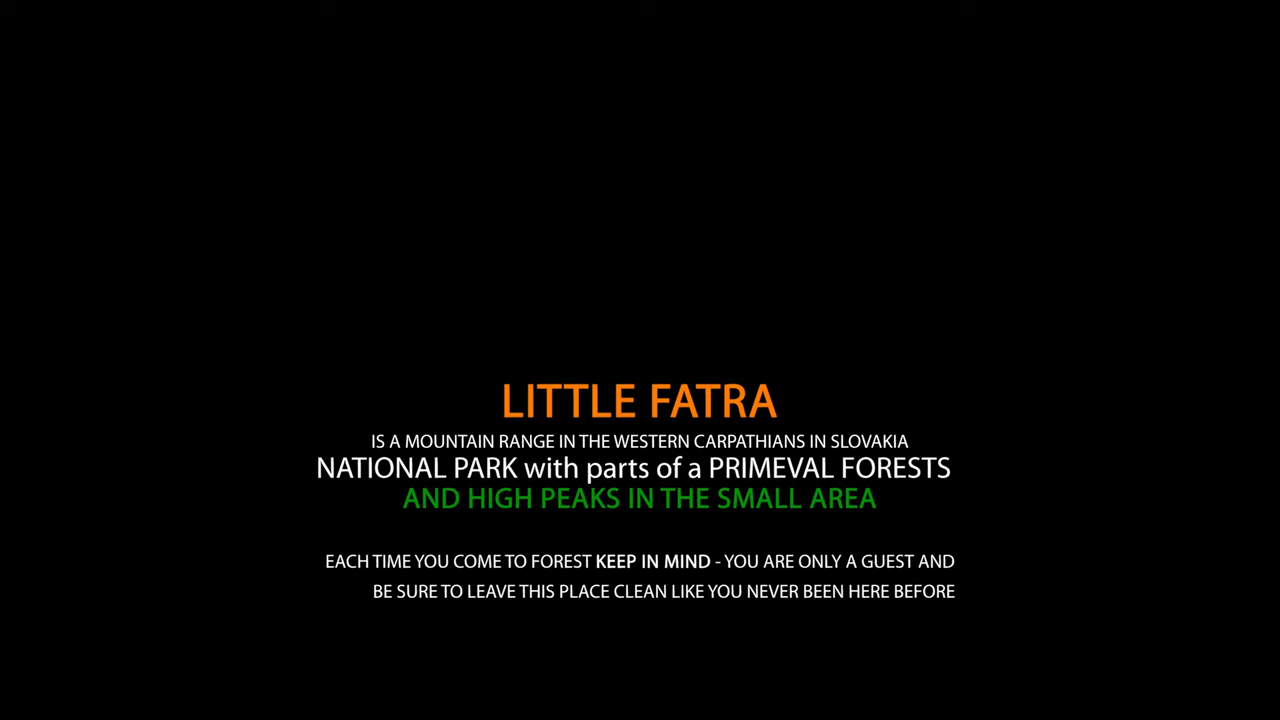 LITTLE FATRA
IS A MOUNTAIN RANGE IN THE WESTERN CARPATHIANS IN SLOVAKIA
NATIONAL PARK with parts of a PRIMEVAL FORESTS
AND HIGH PEAKS IN THE SMALL AREA
EACH TIME YOU COME TO FOREST KEEP IN MIND - YOU ARE ONLY A GUEST AND
BE SURE TO LEAVE THIS PLACE CLEAN LIKE YOU NEVER BEEN HERE BEFORE